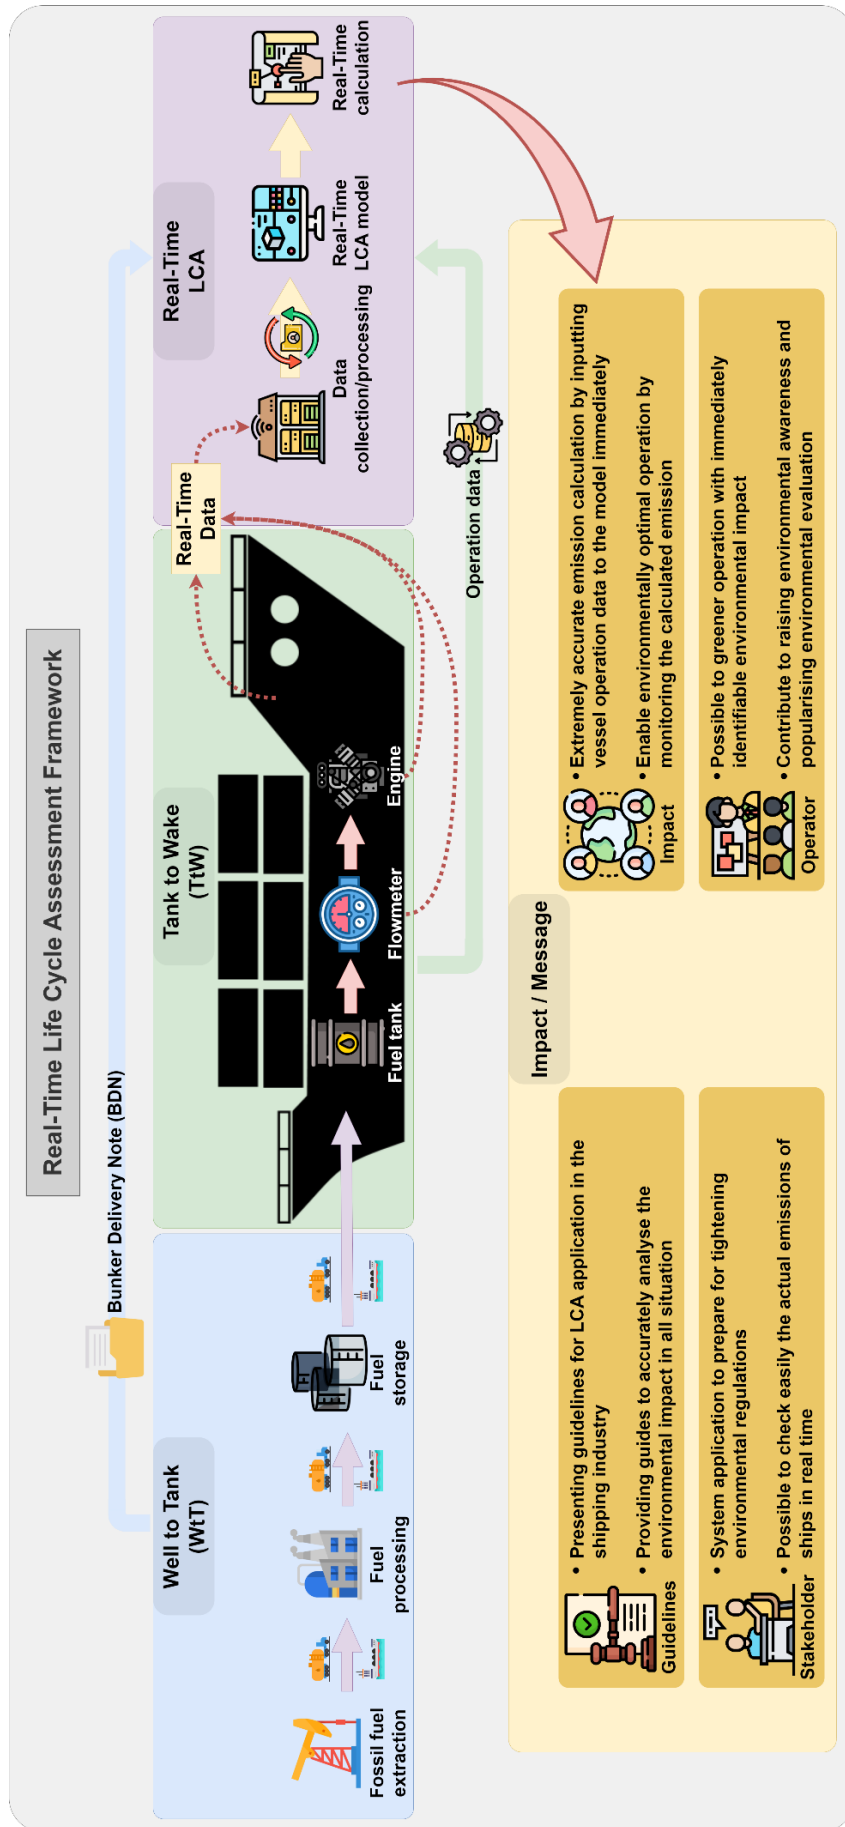 Real-Time Life Cycle Assessment Framework
Bunker Delivery Note (BDN)
Well to Tank
(WtT)
Fossil fuel
extraction
Fuel
processing
Fuel
storage
Tank to Wake
(TtW)
Fuel tank
Flowmeter
Engine
Real-Time
Data
Real-Time
LCA
Data
collection/processing
Real-Time
LCA model
Real-Time
calculation
Operation data
Impact / Message
Guidelines
• Presenting guidelines for LCA application in the
shipping industry
• Providing guides to accurately analyse the
environmental impact in all situation
Stakeholder
• System application to prepare for tightening
environmental regulations
• Possible to check easily the actual emissions of
ships in real time
Impact
• Extremely accurate emission calculation by inputting
vessel operation data to the model immediately
• Enable environmentally optimal operation by
monitoring the calculated emission
Operator
• Possible to greener operation with immediately
identifiable environmental impact
• Contribute to raising environmental awareness and
popularising environmental evaluation